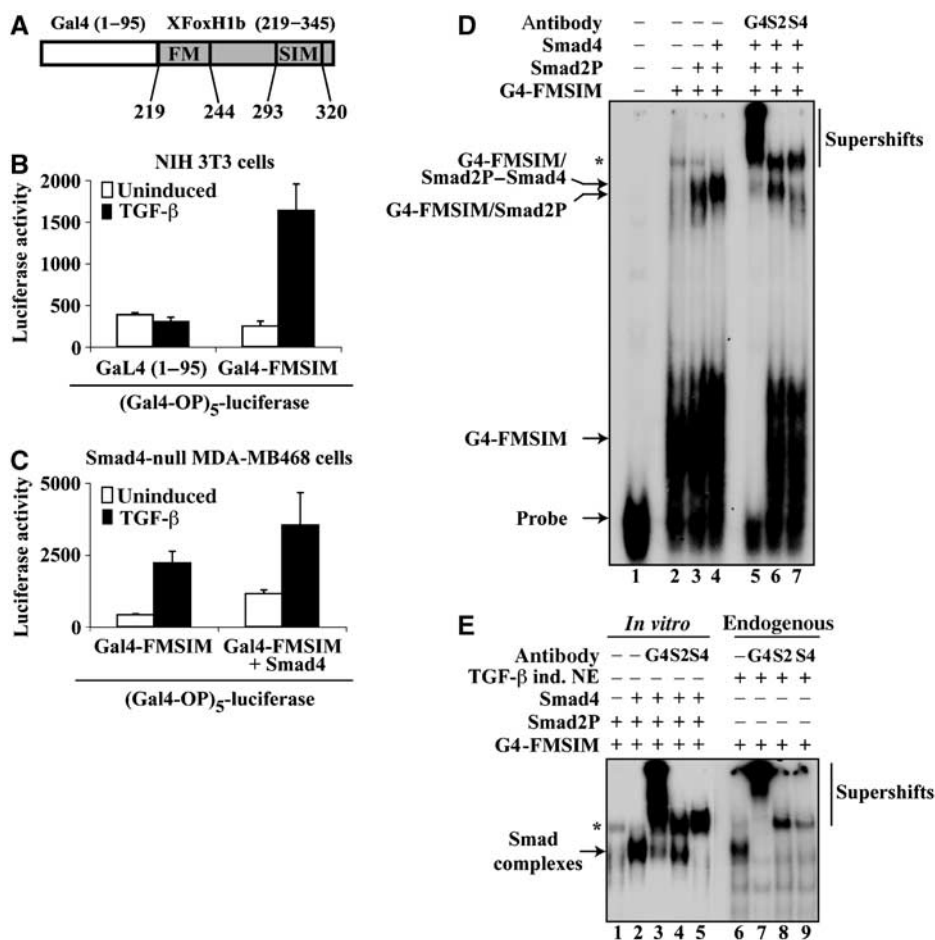 A
Gal4 (1–95) XFoxH1b (219–345)
FM SIM
219 244 293 320
B
NIH 3T3 cells
Uninduced
TGF-β
Luciferase activity
2000
1500
1000
500
0
GaL4 (1–95) Gal4-FMSIM
(Gal4-OP)5-luciferase
C
Smad4-null MDA-MB468 cells
Uninduced
TGF-β
Luciferase activity
5000
2500
0
Gal4-FMSIM Gal4-FMSIM
+ Smad4
(Gal4-OP)5-luciferase
D
Antibody G4 S2 S4
Smad4 – – – + + + +
Smad2P – – + + + + +
G4-FMSIM – + + + + + +
Supershifts
*
G4-FMSIM/
Smad2P–Smad4
G4-FMSIM/Smad2P
G4-FMSIM
Probe
1 2 3 4 5 6 7
E
In vitro Endogenous
Antibody – – G4 S2 S4 – G4 S2 S4
TGF-β ind. NE – – – – – + + + +
Smad4 – + + + + – – – –
Smad2P + + + + + – – – –
G4-FMSIM + + + + + + + + +
Supershifts
*
Smad
complexes
1 2 3 4 5 6 7 8 9